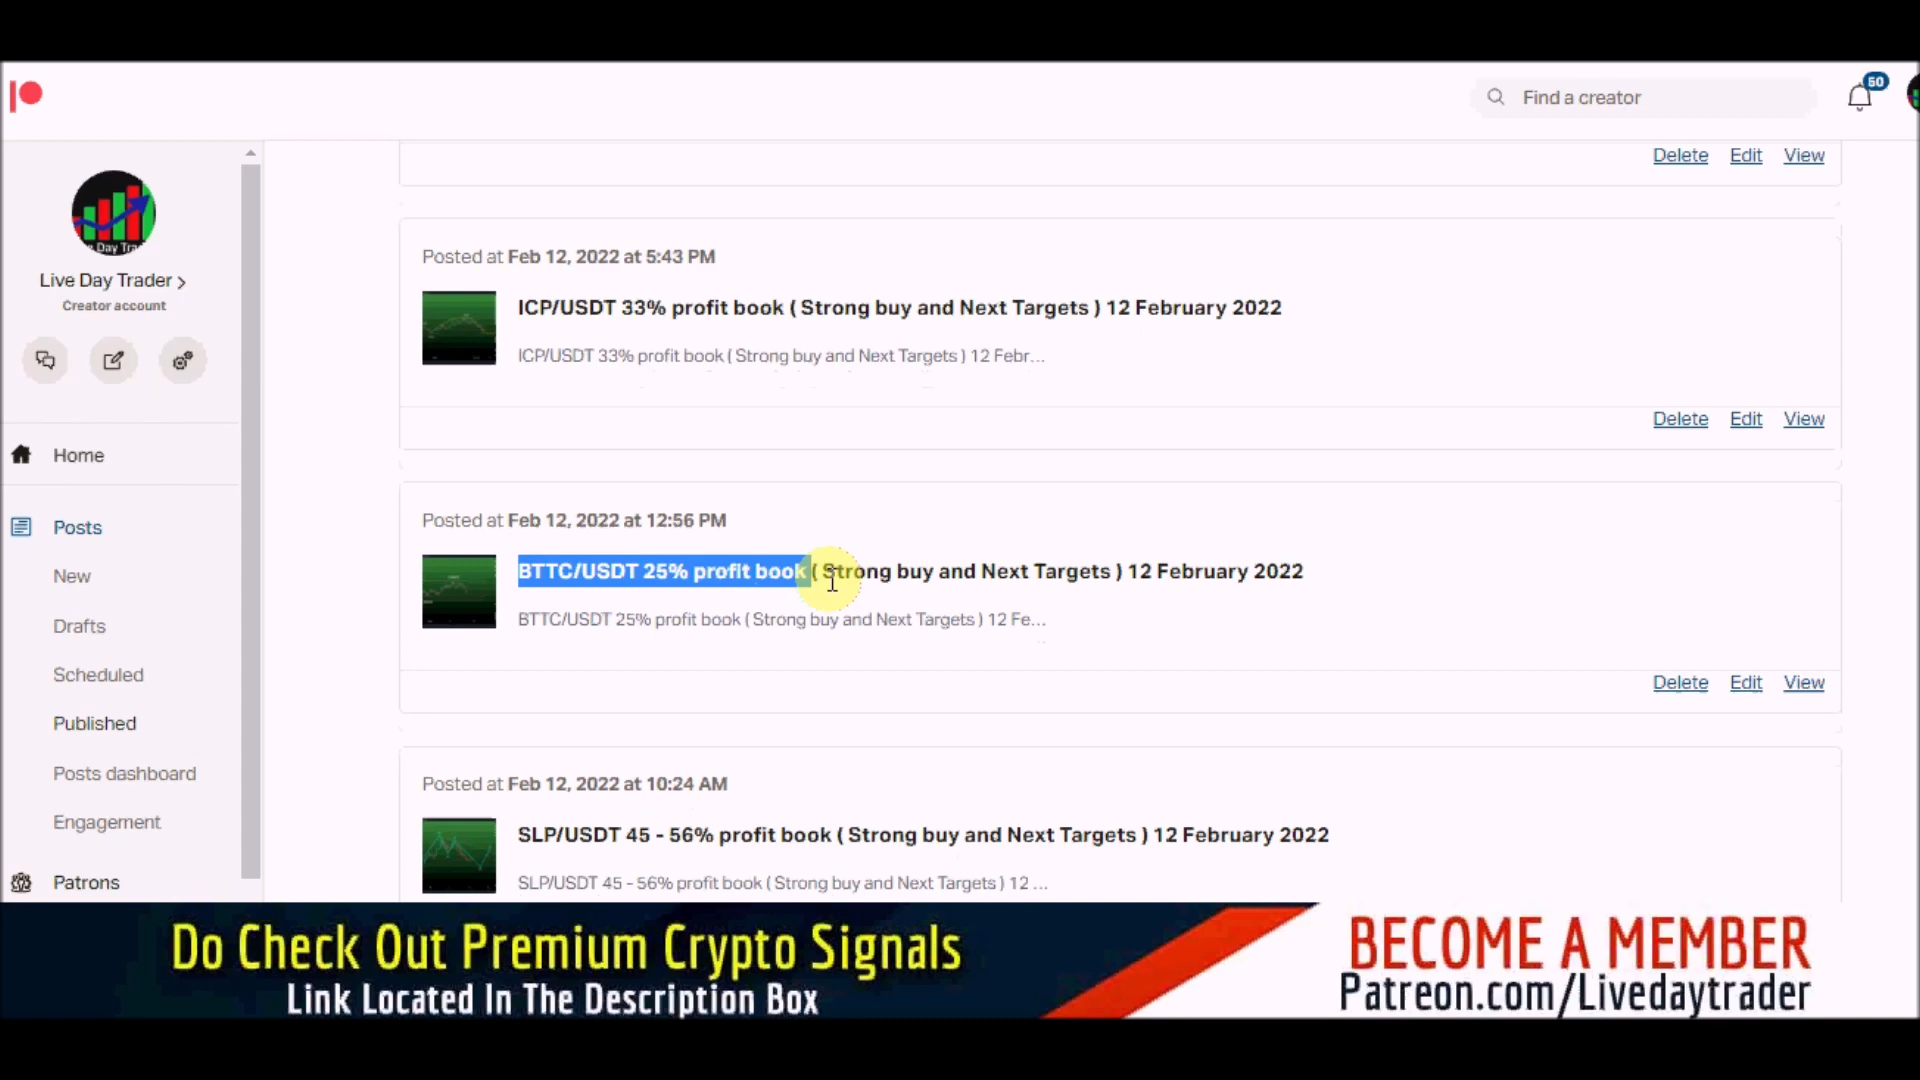 Find a creator
60
Delete Edit View
Day Tra
Live Day Trader >
Creator account
Home
Posts
New
Drafts
Scheduled
Published
Posts dashboard
Engagement
Patrons
Posted at Feb 12, 2022 at 5:43 PM
ICP/USDT 33% profit book ( Strong buy and Next Targets ) 12 February 2022
ICP/USDT 33% profit book ( Strong buy and Next Targets ) 12 Febr...
Delete Edit View
Posted at Feb 12, 2022 at 12:56 PM
BTTC/USDT 25% profit book ( Strong buy and Next Targets ) 12 February 2022
BTTC/USDT 25% profit book ( Strong buy and Next Targets ) 12 Fe...
Delete Edit View
Posted at Feb 12, 2022 at 10:24 AM
SLP/USDT 45 - 56% profit book ( Strong buy and Next Targets ) 12 February 2022
SLP/USDT 45 - 56% profit book ( Strong buy and Next Targets ) 12 ...
Do Check Out Premium Crypto Signals
Link Located In The Description Box
BECOME A MEMBER
Patreon.com/Livedaytrader